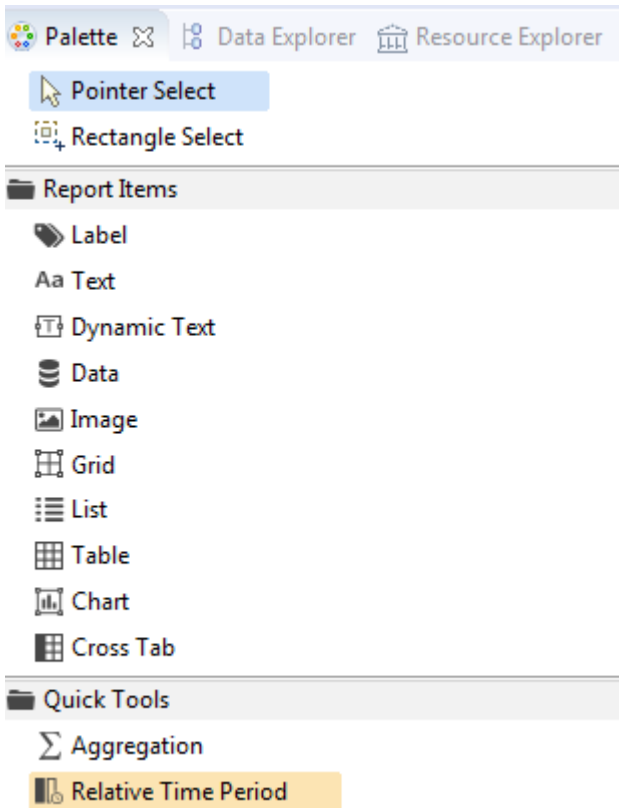 Palette Data Explorer Resource Explorer
Pointer Select
Rectangle Select
Report Items
Label
Aa Text
Dynamic Text
Data
Image
Grid
List
Table
Chart
Cross Tab
Quick Tools
Aggregation
Relative Time Period